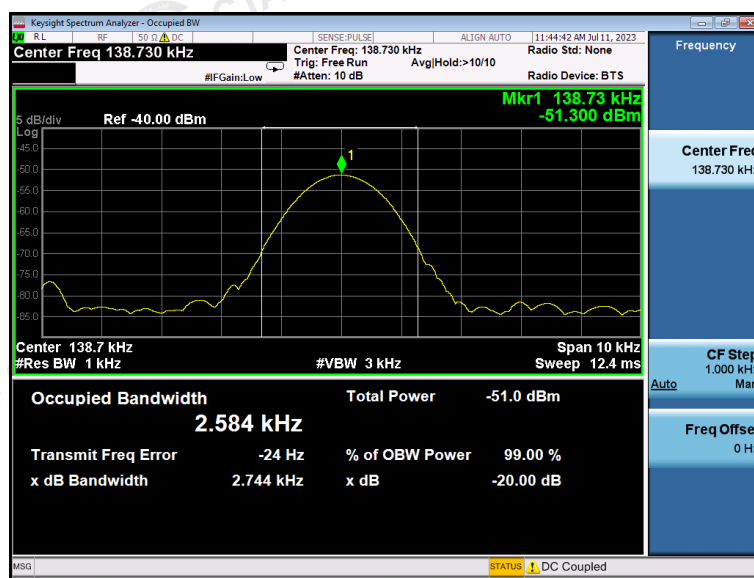 Keysight Spectrum Analyzer - Occupied BW
LXI RL RF 50 Ω DC SENSE:PULSE ALIGN AUTO 11:44:42 AM Jul 11, 2023
Center Freq 138.730 kHz Center Freq: 138.730 kHz Radio Std: None Frequency
Trig: Free Run Avg|Hold:>10/10
#IFGain:Low #Atten: 10 dB Radio Device: BTS
Mkr1 138.73 kHz
5 dB/div Ref -40.00 dBm -51.300 dBm
Log
-45.0
-50.0
-55.0
-60.0
-65.0
-70.0
-75.0
-80.0
-85.0
1
Center Freq
138.730 kHz
Center 138.7 kHz Span 10 kHz
#Res BW 1 kHz #VBW 3 kHz Sweep 12.4 ms
CF Step
1.000 kHz
Auto Man
Occupied Bandwidth Total Power -51.0 dBm
2.584 kHz
Freq Offse
0 H
Transmit Freq Error -24 Hz % of OBW Power 99.00 %
x dB Bandwidth 2.744 kHz x dB -20.00 dB
MSG STATUS DC Coupled